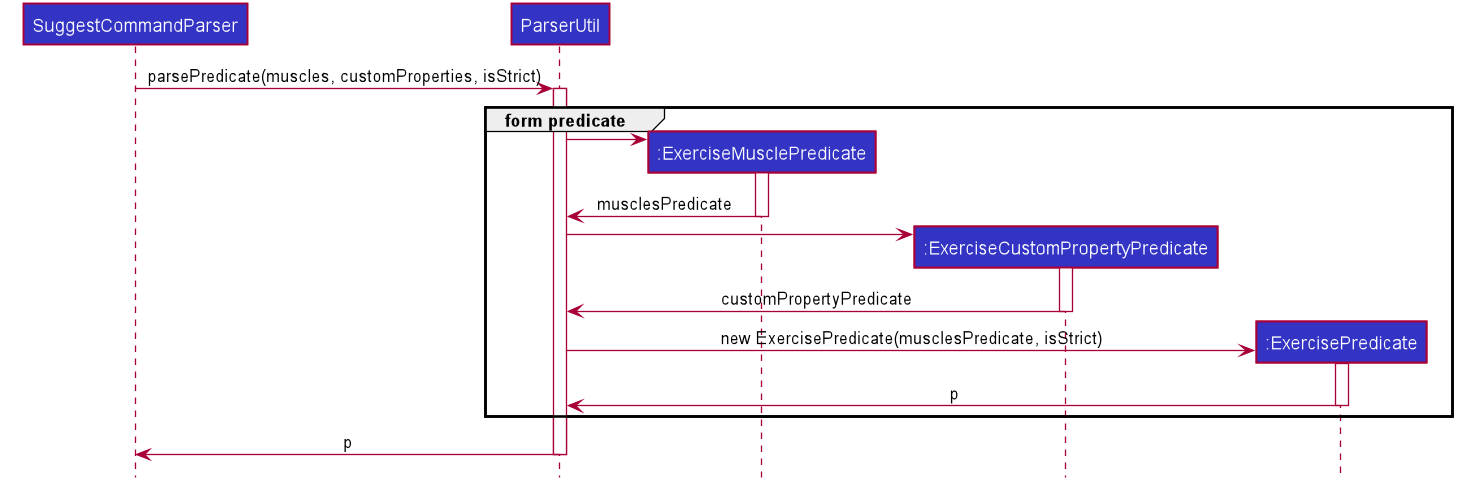 SuggestCommandParser
ParserUtil
parsePredicate(muscles, customProperties, isStrict)
form predicate
:ExerciseMusclePredicate
musclesPredicate
:ExerciseCustomPropertyPredicate
customPropertyPredicate
new ExercisePredicate(musclesPredicate, isStrict)
:ExercisePredicate
p
p